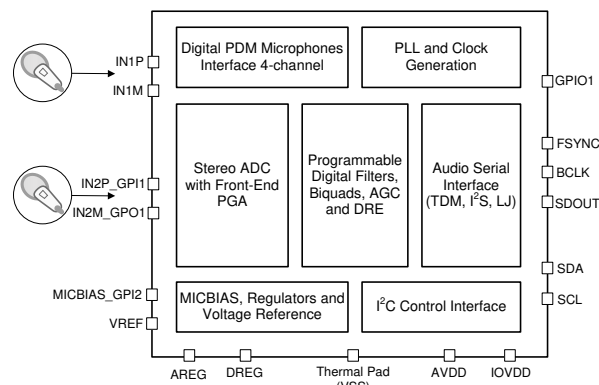 Digital PDM Microphones
Interface 4-channel
PLL and Clock
Generation
IN1P
IN1M
GPIO1
Stereo ADC
with Front-End
PGA
Programmable
Digital Filters,
Biquads, AGC
and DRE
Audio Serial
Interface
(TDM, I²S, LJ)
FSYNC
BCLK
SDOUT
IN2P_GPI1
IN2M_GPO1
SDA
SCL
MICBIAS_GPI2
VREF
MICBIAS, Regulators and
Voltage Reference
I²C Control Interface
AREG
DREG
Thermal Pad
(VSS)
AVDD
IOVDD